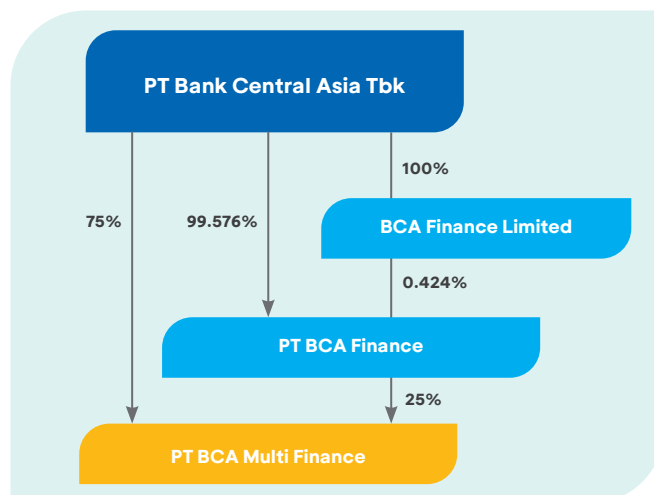 PT Bank Central Asia Tbk
100%
75%
99.576%
BCA Finance Limited
0.424%
PT BCA Finance
25%
PT BCA Multi Finance